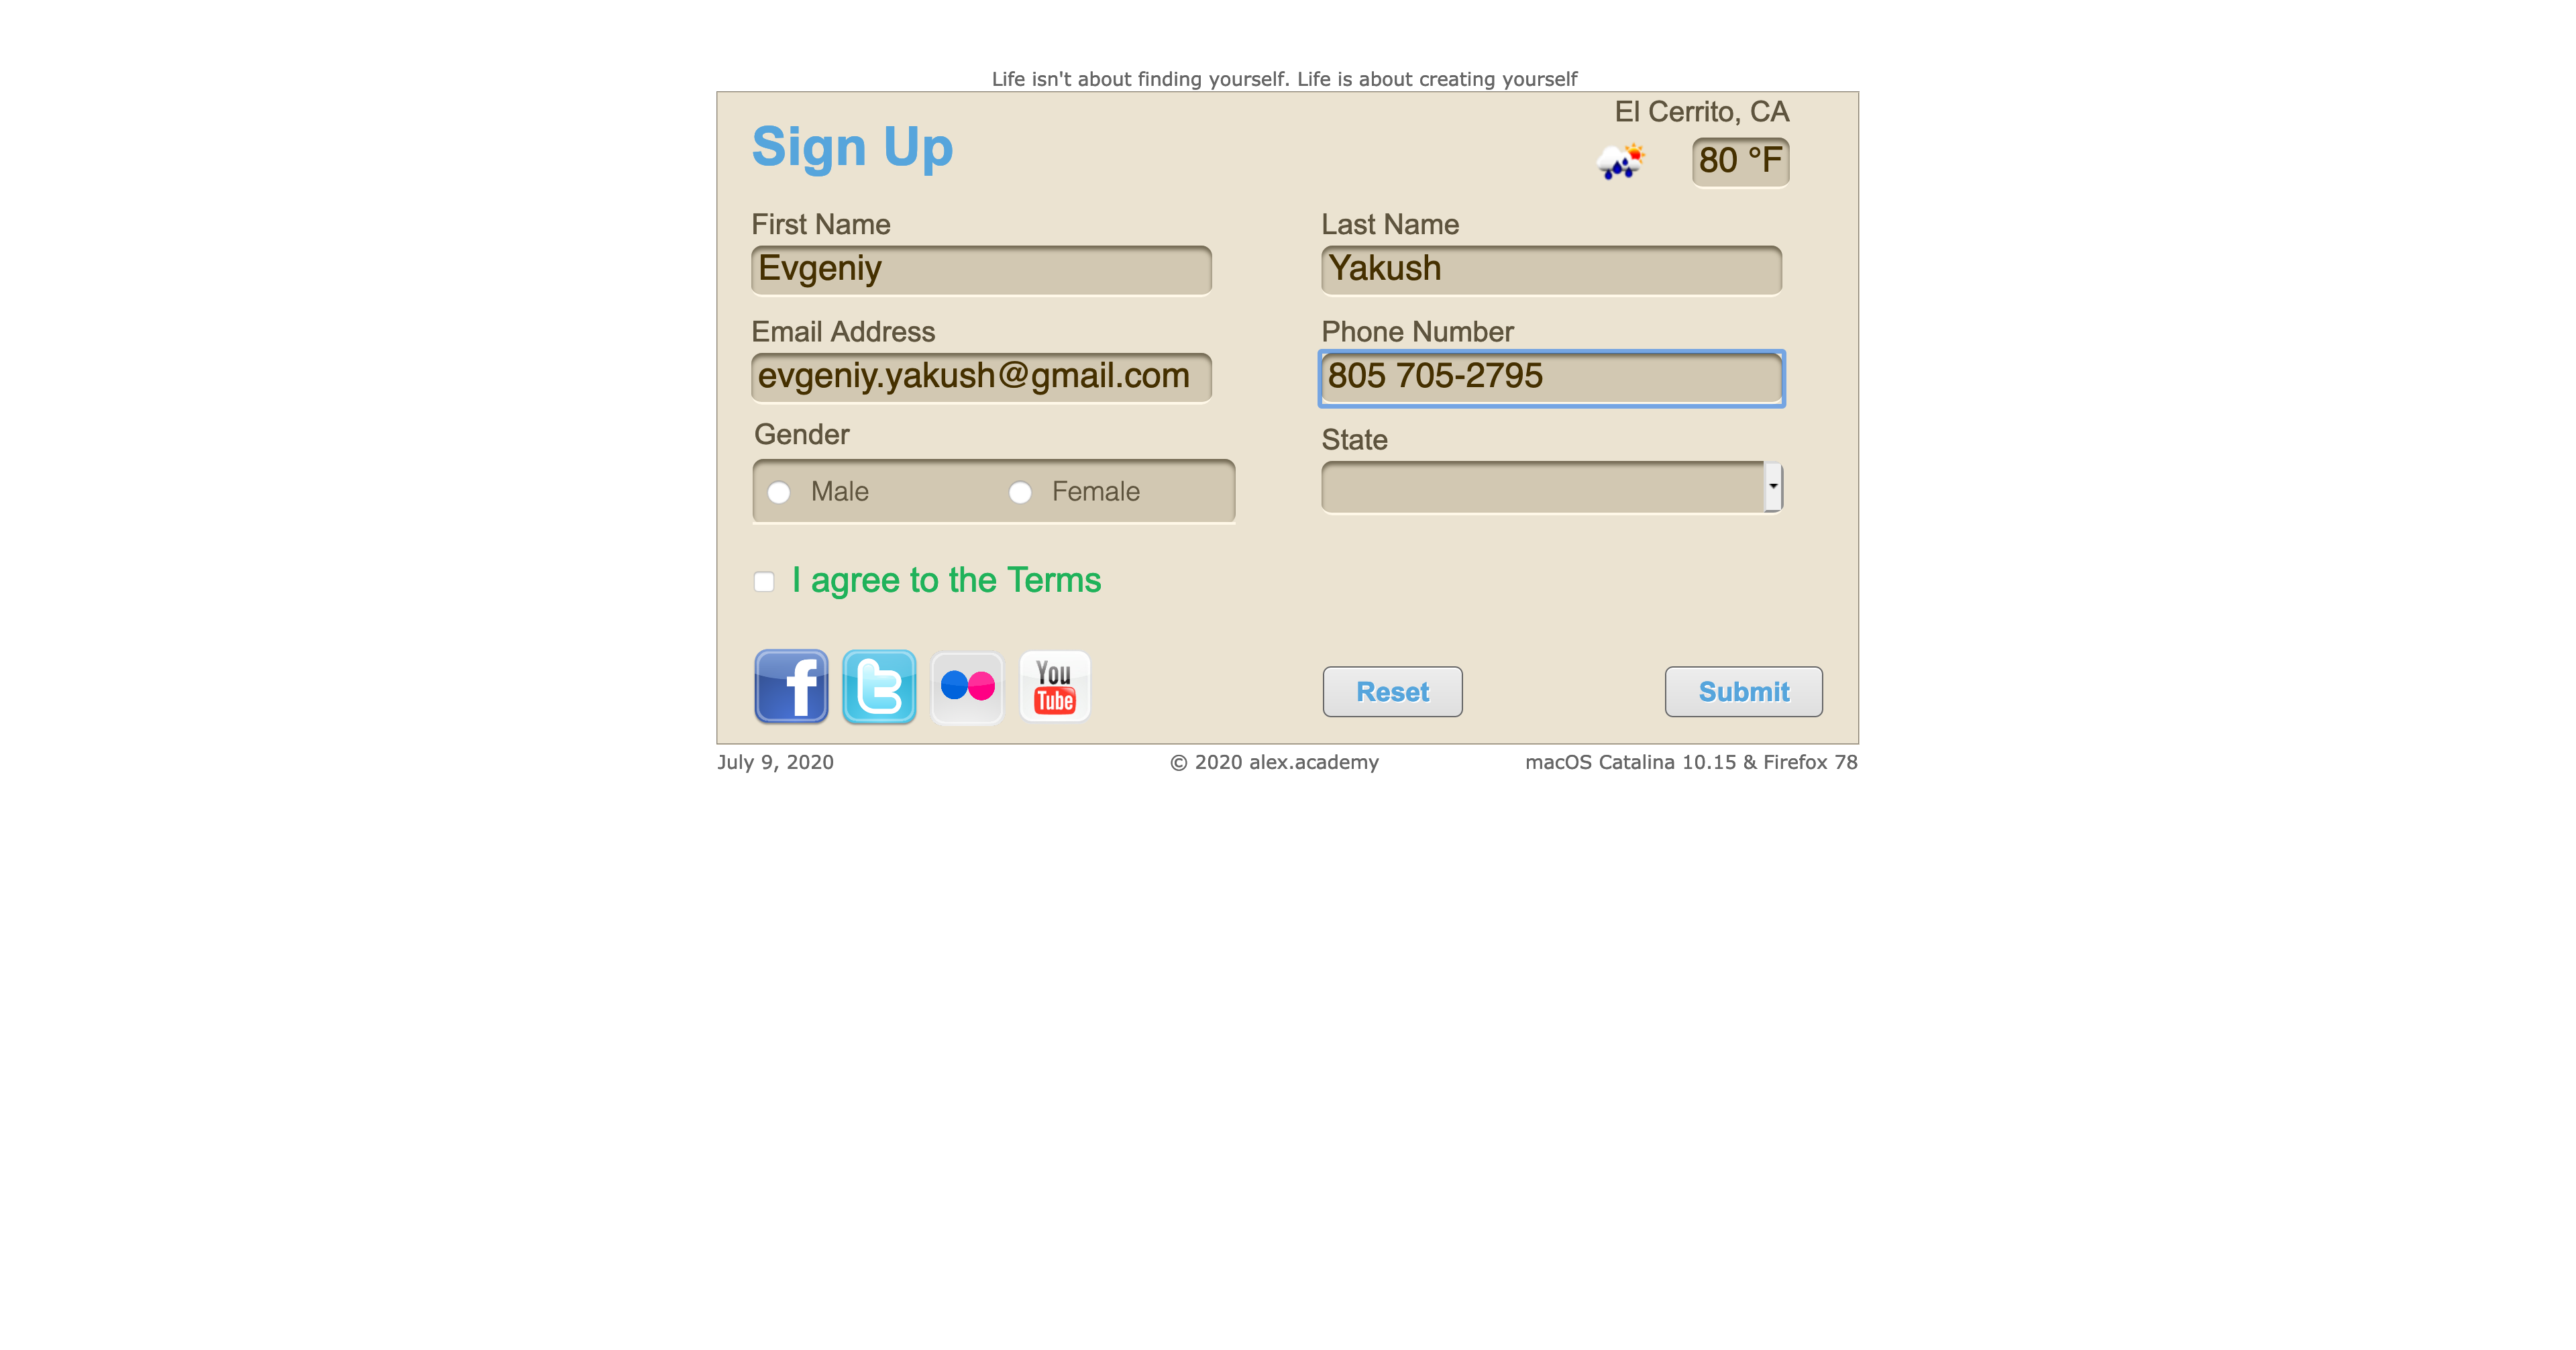 Life isn't about finding yourself. Life is about creating yourself
El Cerrito, CA
Sign Up
80 °F
First Name
Last Name
Evgeniy
Yakush
Email Address
Phone Number
evgeniy.yakush@gmail.com
805 705-2795
Gender
State
Male
Female
I agree to the Terms
You
Tube
Reset
Submit
July 9, 2020
© 2020 alex.academy
macOS Catalina 10.15 & Firefox 78